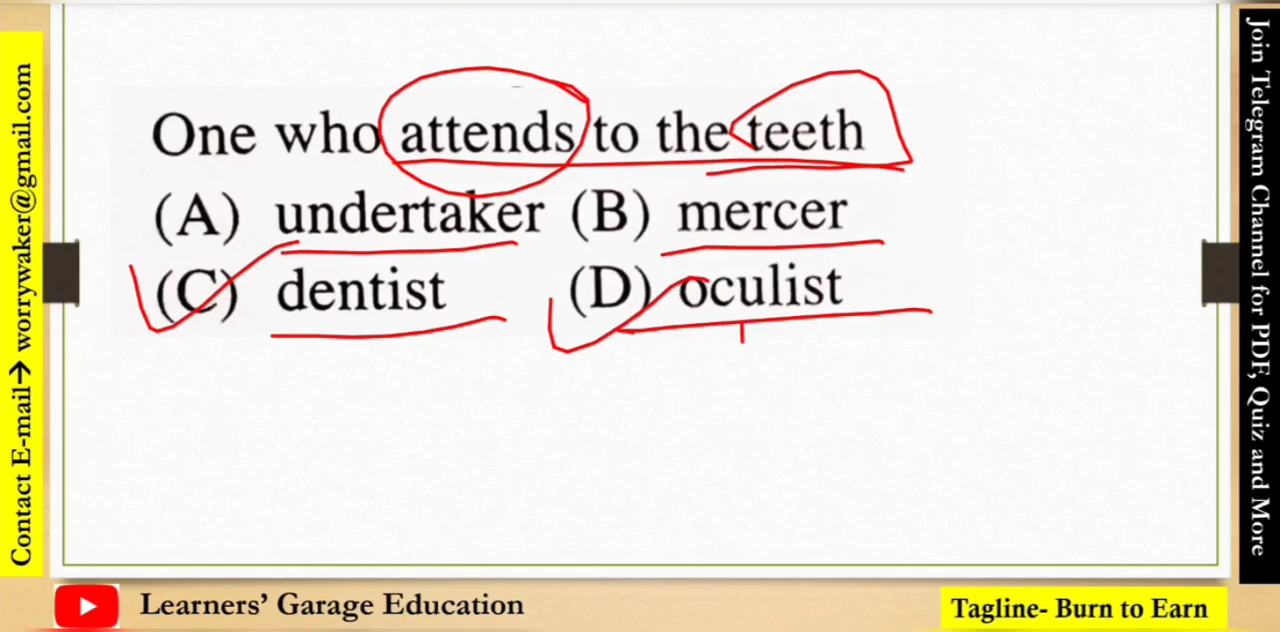 One who attends to the teeth
(A) undertaker (B) mercer
(C) dentist (D) oculist
Contact E-mail→ worrywaker@gmail.com
Join Telegram Channel for PDF, Quiz and More
Learners' Garage Education
Tagline- Burn to Earn